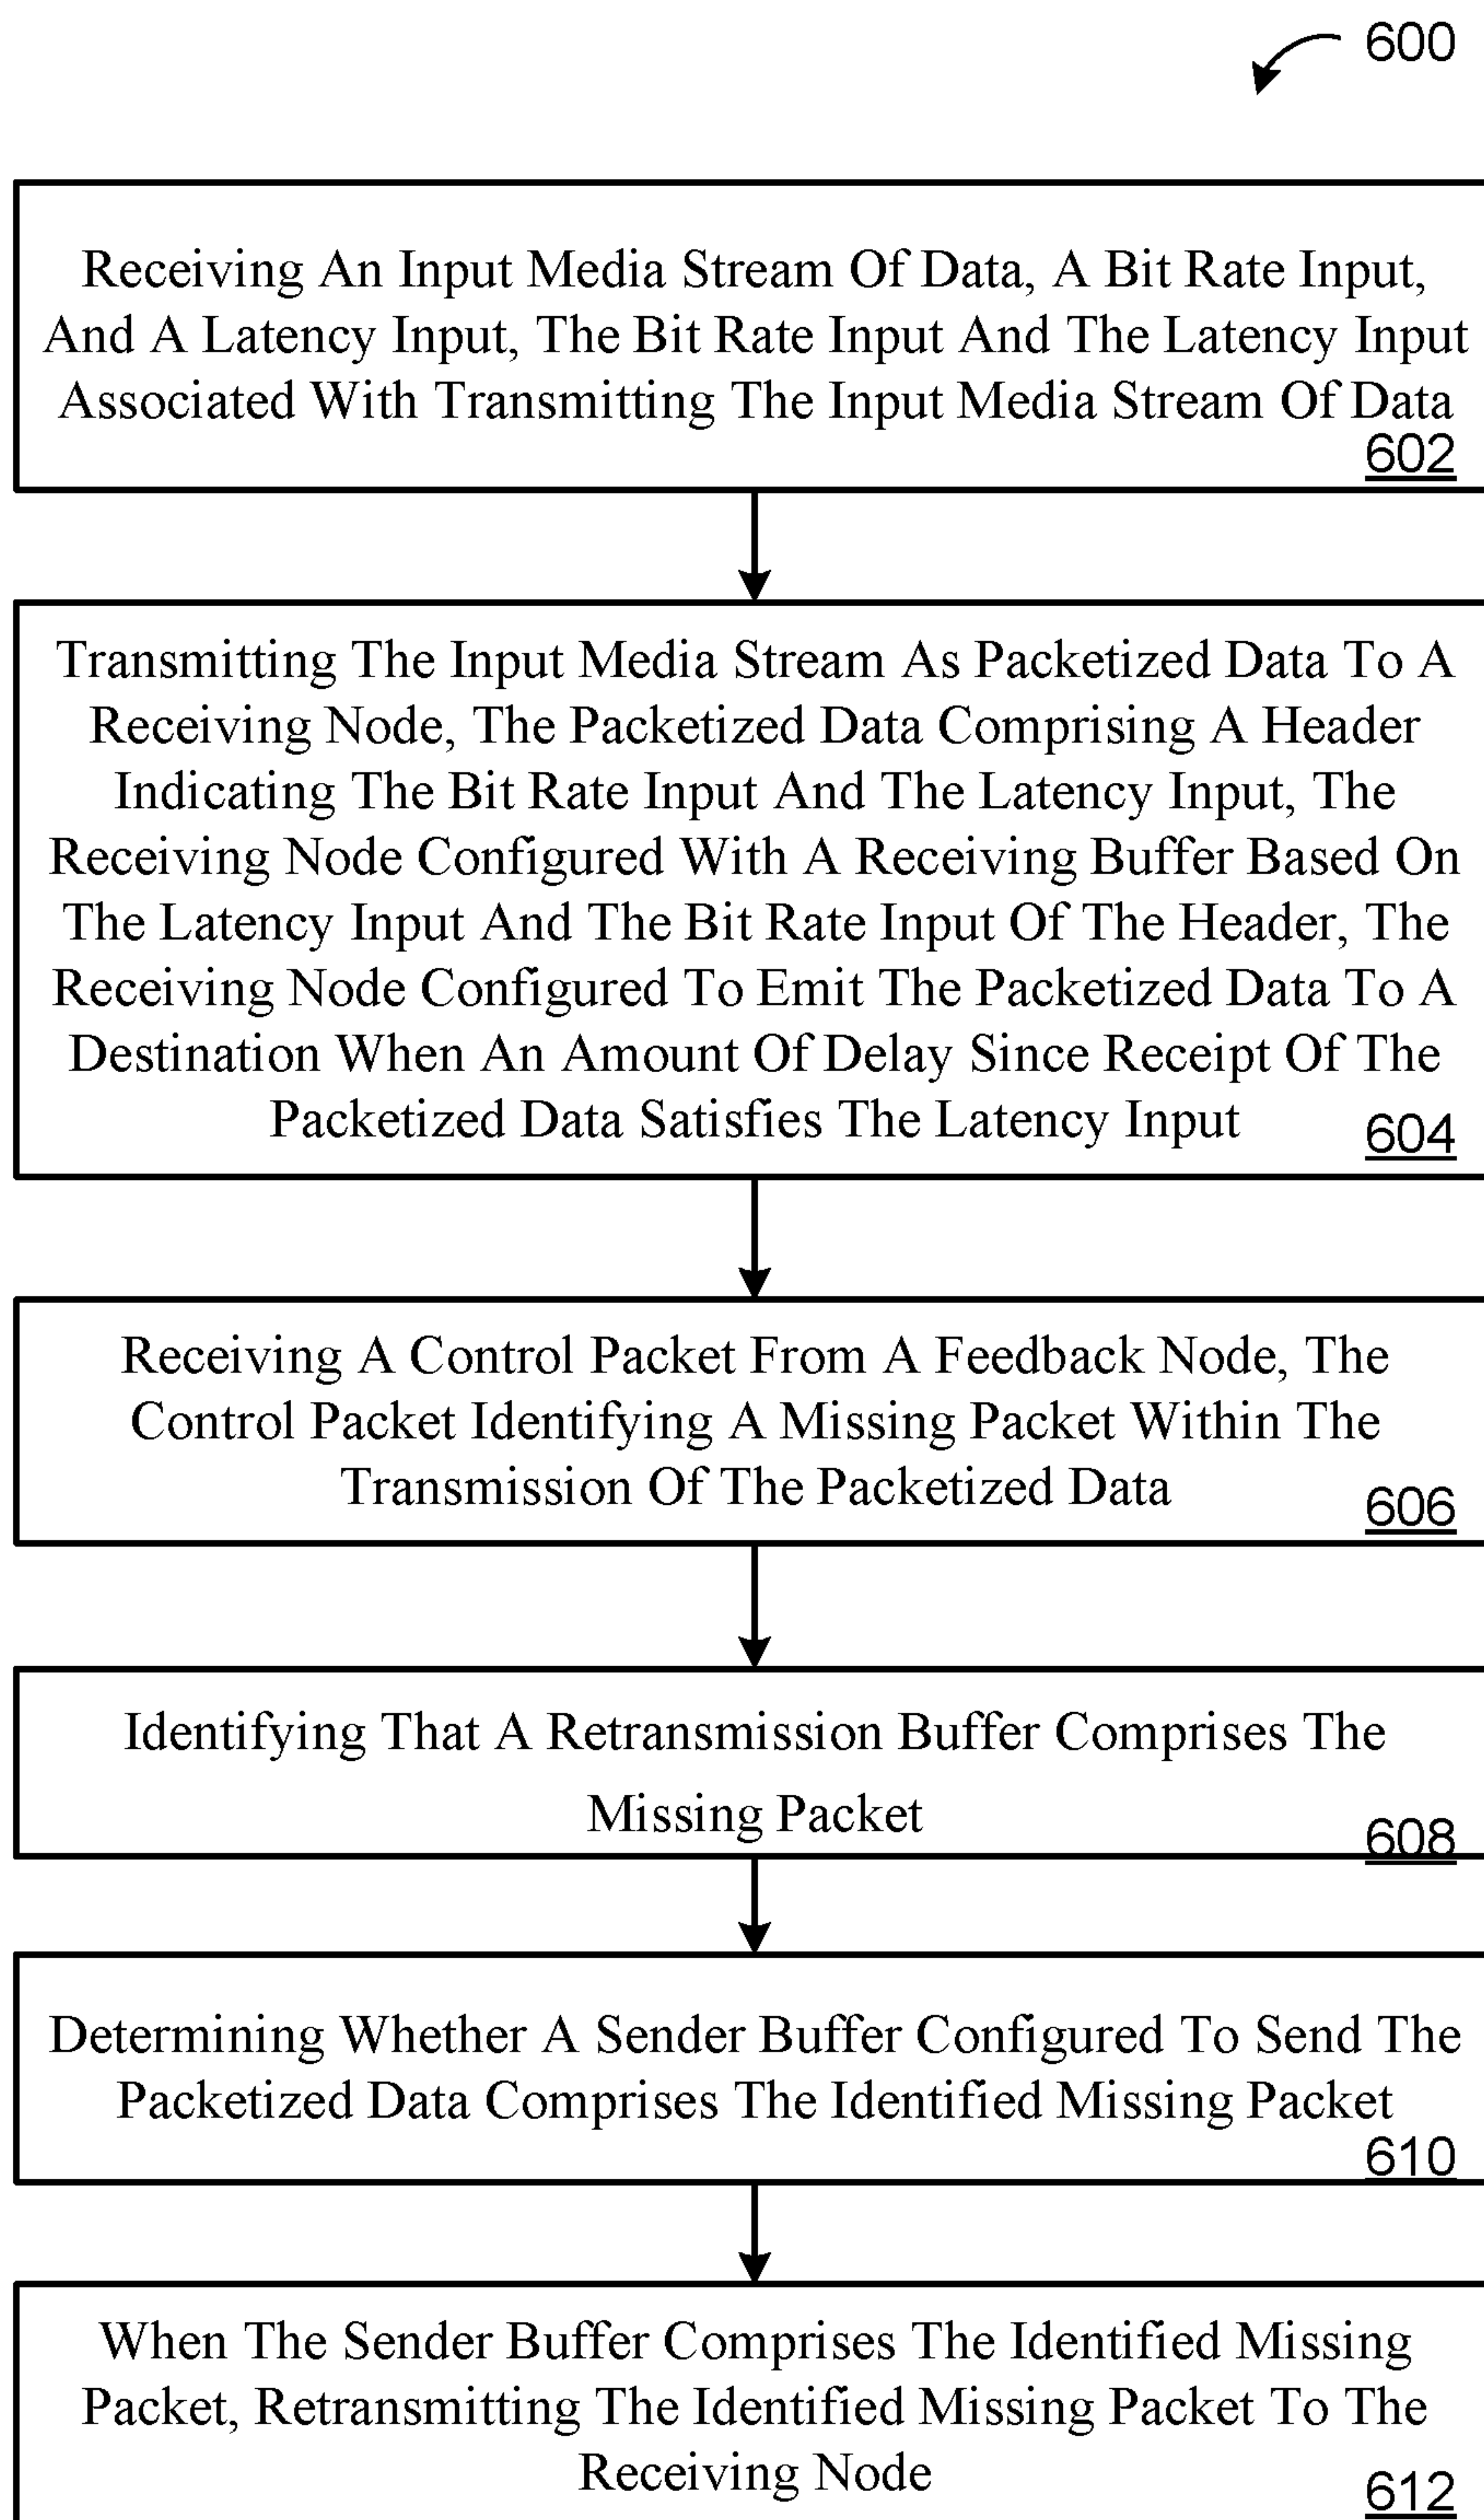 600
Receiving An Input Media Stream Of Data, A Bit Rate Input,
And A Latency Input, The Bit Rate Input And The Latency Input
Associated With Transmitting The Input Media Stream Of Data
602
Transmitting The Input Media Stream As Packetized Data To A
Receiving Node, The Packetized Data Comprising A Header
Indicating The Bit Rate Input And The Latency Input, The
Receiving Node Configured With A Receiving Buffer Based On
The Latency Input And The Bit Rate Input Of The Header, The
Receiving Node Configured To Emit The Packetized Data To A
Destination When An Amount Of Delay Since Receipt Of The
Packetized Data Satisfies The Latency Input
604
Receiving A Control Packet From A Feedback Node, The
Control Packet Identifying A Missing Packet Within The
Transmission Of The Packetized Data
606
Identifying That A Retransmission Buffer Comprises The
Missing Packet
608
Determining Whether A Sender Buffer Configured To Send The
Packetized Data Comprises The Identified Missing Packet
610
When The Sender Buffer Comprises The Identified Missing
Packet, Retransmitting The Identified Missing Packet To The
Receiving Node
612